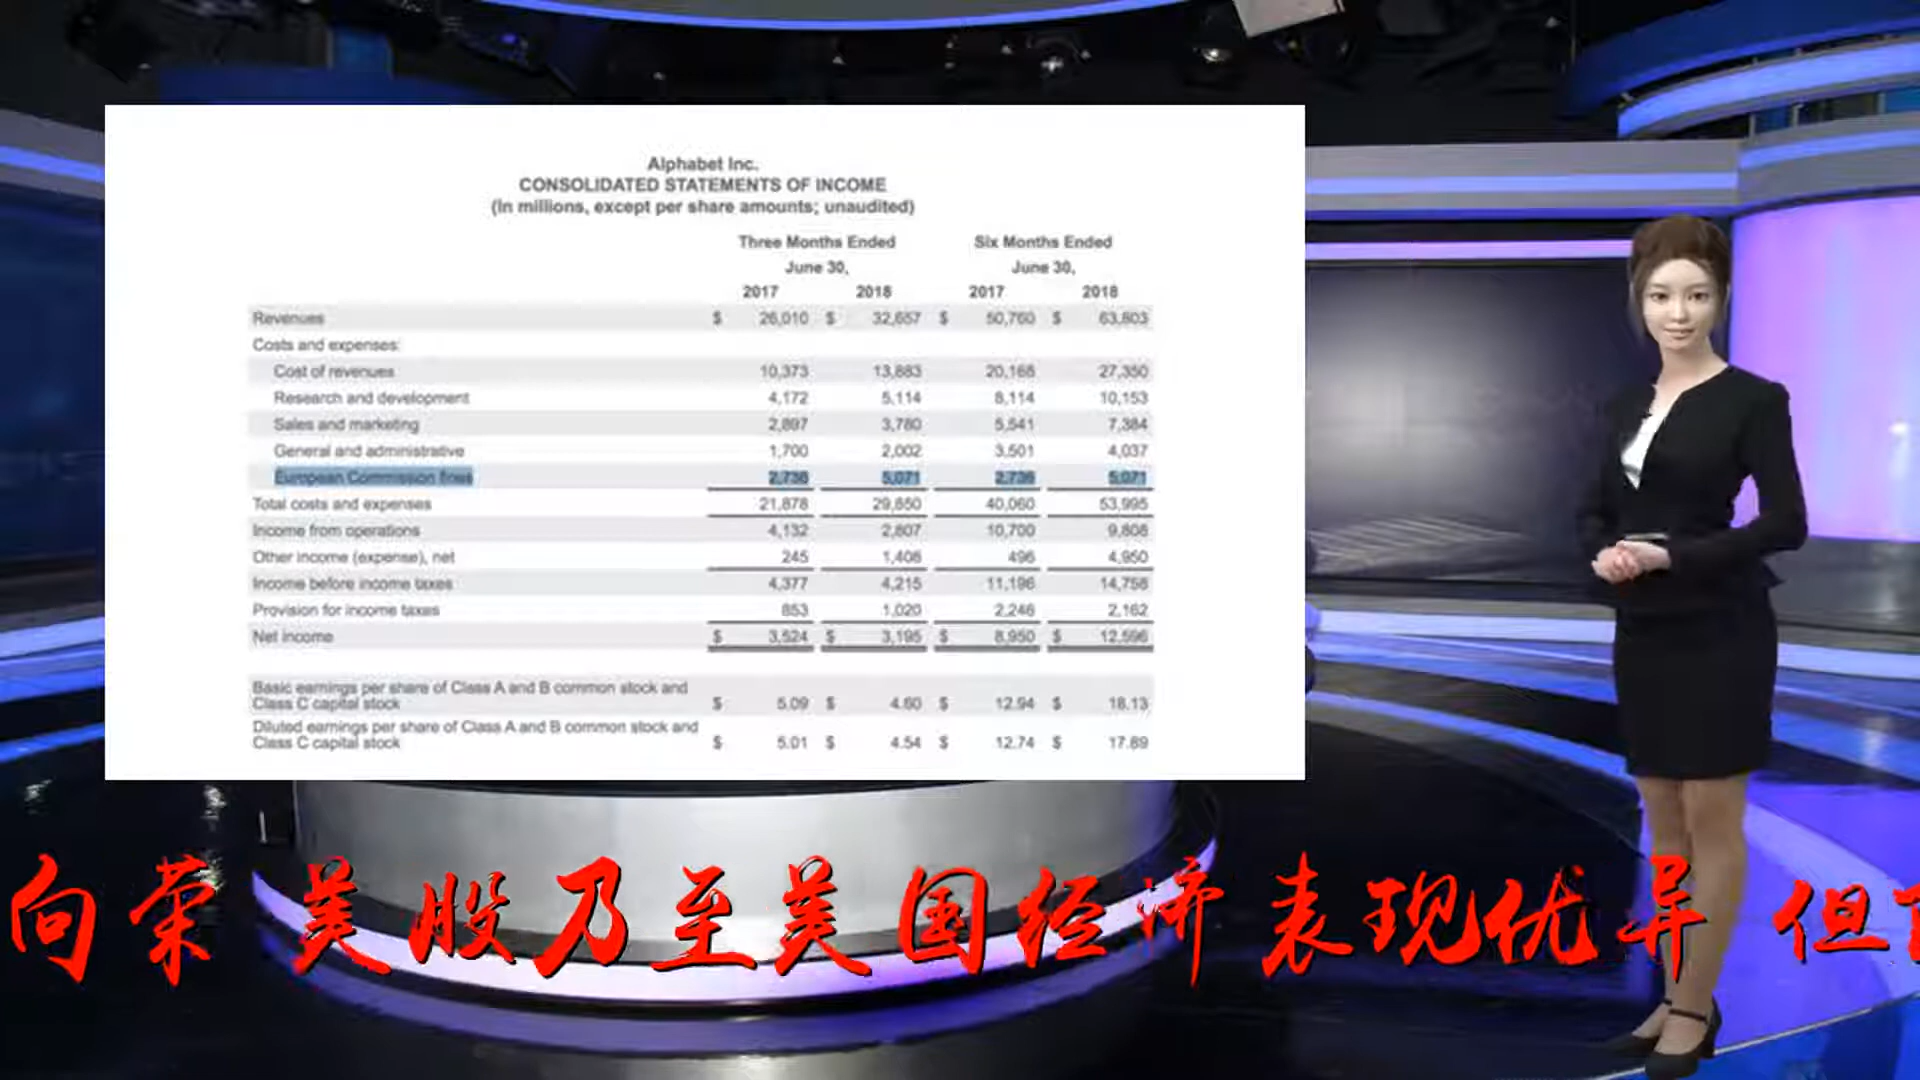 Alphabet Inc.
CONSOLIDATED STATEMENTS OF INCOME
(In millions, except per share amounts; unaudited)
Three Months Ended Six Months Ended
June 30, June 30,
2017 2018 2017 2018
Revenues $ 26,010 $ 32,657 $ 50,760 $ 63,803
Costs and expenses:
Cost of revenues 10,373 13,883 20,168 27,350
Research and development 4,172 5,114 8,114 10,153
Sales and marketing 2,897 3,780 5,541 7,384
General and administrative 1,700 2,002 3,501 4,037
European Commission fines 2,736 5,071 2,736 5,071
Total costs and expenses 21,878 29,850 40,060 53,995
Income from operations 4,132 2,807 10,700 9,808
Other income (expense), net 245 1,408 496 4,950
Income before income taxes 4,377 4,215 11,196 14,758
Provision for income taxes 853 1,020 2,246 2,162
Net income $ 3,524 $ 3,195 $ 8,950 $ 12,596
Basic earnings per share of Class A and B common stock and
Class C capital stock $ 5.09 $ 4.60 $ 12.94 $ 18.13
Diluted earnings per share of Class A and B common stock and
Class C capital stock $ 5.01 $ 4.54 $ 12.74 $ 17.89
向荣 美股乃至美国经济表现优异 但